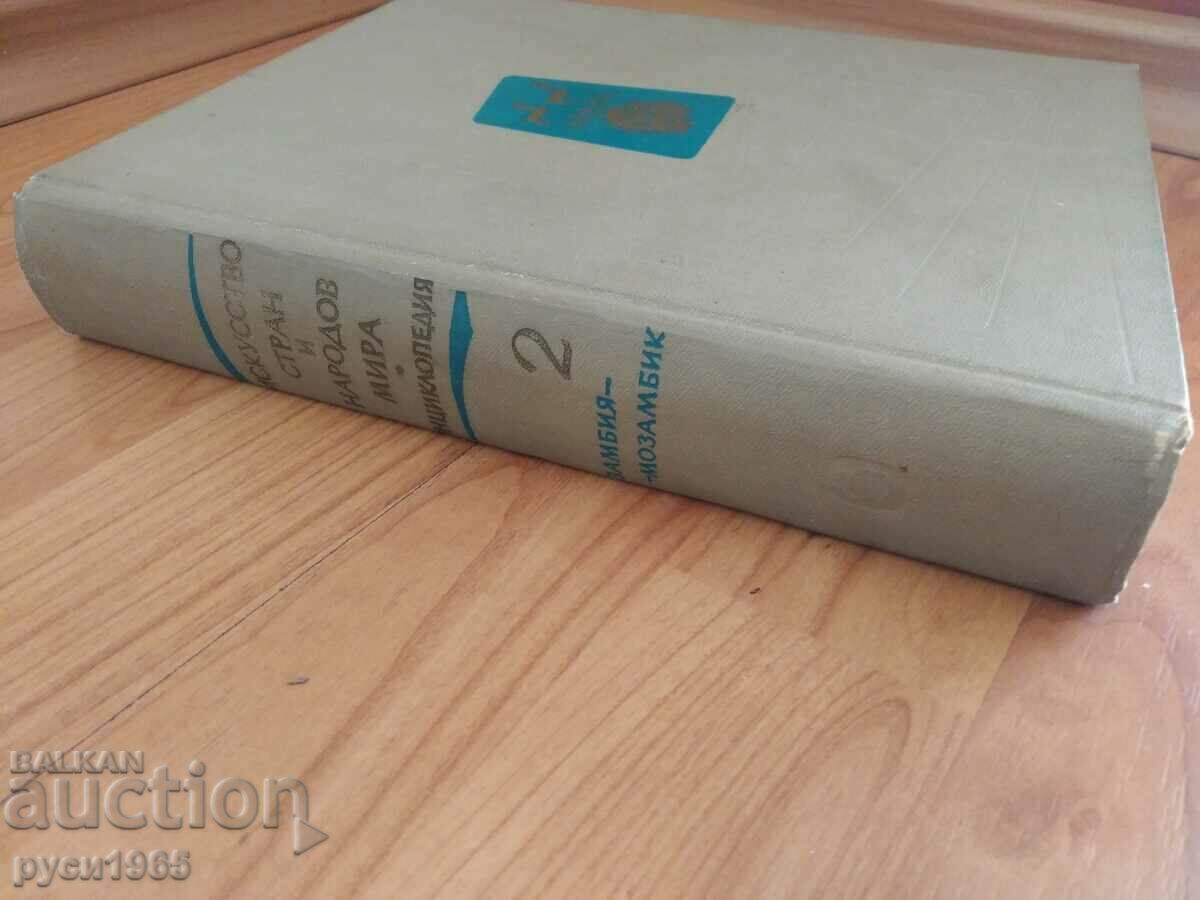 ИСКУССТВО
СТРАН
И
НАРОДОВ
МИРА
•
ЭНЦИКЛОПЕДИЯ
2
ЗАМБИЯ-
-МОЗАМБИК
BALKAN
auction
руси1965